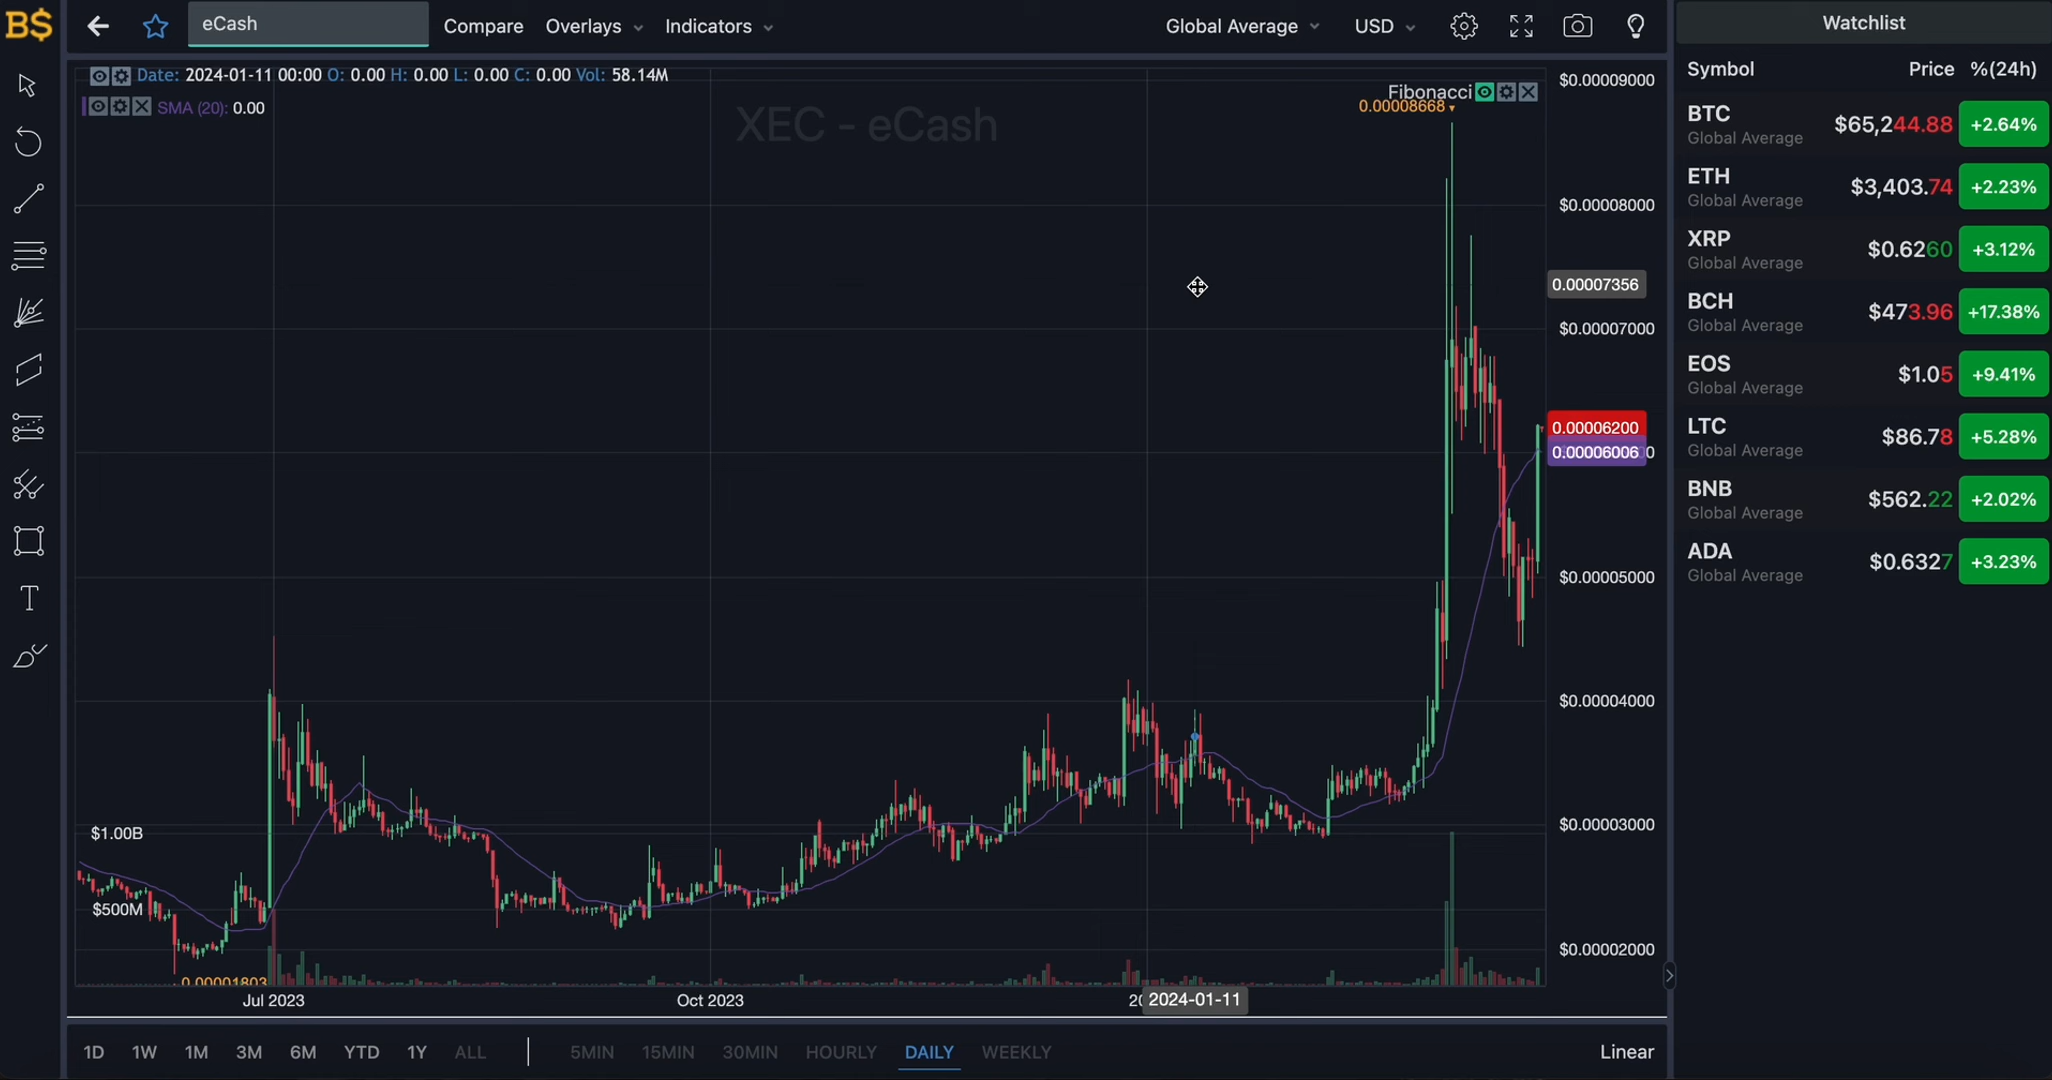 B$
eCash
Compare
Overlays
Indicators
Global Average
USD
Watchlist
Date: 2024-01-11 00:00 O: 0.00 H: 0.00 L: 0.00 C: 0.00 Vol: 58.14M
SMA (20): 0.00
XEC - eCash
Fibonacci
0.00008668
$0.00009000
$0.00008000
0.00007356
$0.00007000
0.00006200
0.00006006
$0.00005000
$0.00004000
$0.00003000
$0.00002000
$1.00B
$500M
0.00001803
Jul 2023
Oct 2023
2024-01-11
1D 1W 1M 3M 6M YTD 1Y ALL
5MIN 15MIN 30MIN HOURLY DAILY WEEKLY
Linear
Symbol Price %(24h)
BTC $65,244.88 +2.64%
Global Average
ETH $3,403.74 +2.23%
Global Average
XRP $0.6260 +3.12%
Global Average
BCH $473.96 +17.38%
Global Average
EOS $1.05 +9.41%
Global Average
LTC $86.78 +5.28%
Global Average
BNB $562.22 +2.02%
Global Average
ADA $0.6327 +3.23%
Global Average